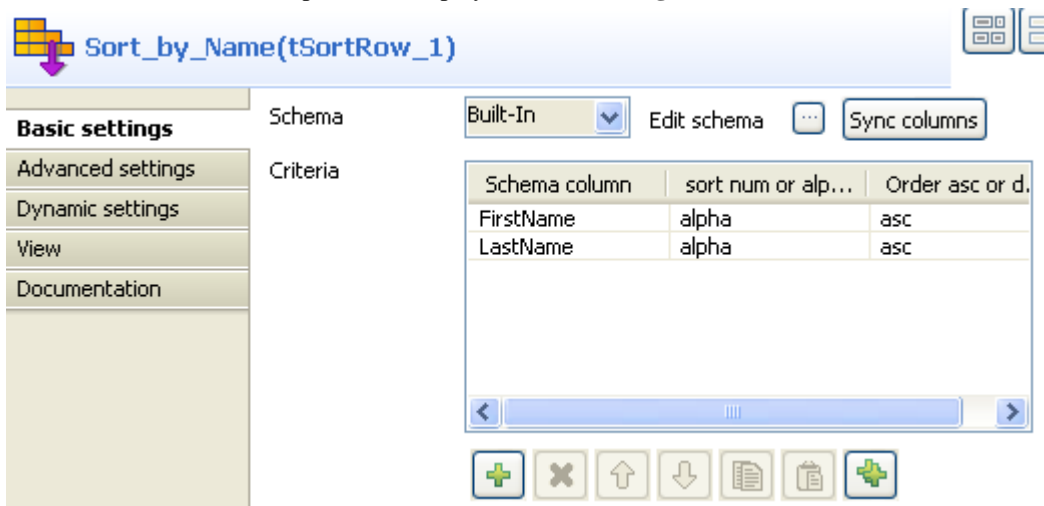 Sort_by_Name(tSortRow_1)
Basic settings
Advanced settings
Dynamic settings
View
Documentation
Schema Built-In Edit schema ... Sync columns
Criteria
Schema column sort num or alp... Order asc or d.
FirstName alpha asc
LastName alpha asc